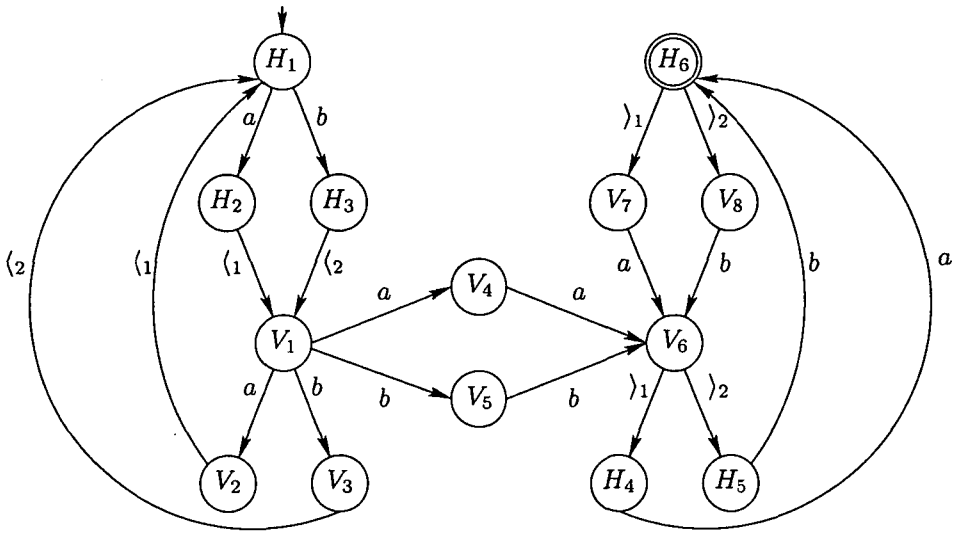 H₁ H₆
a b ⟩₁ ⟩₂
H₂ H₃ V₇ V₈
⟨₂ ⟨₁ ⟨₁ ⟨₂ a b b a
a V₄ a
V₁ V₆
a b b V₅ b ⟩₁ ⟩₂
V₂ V₃ H₄ H₅